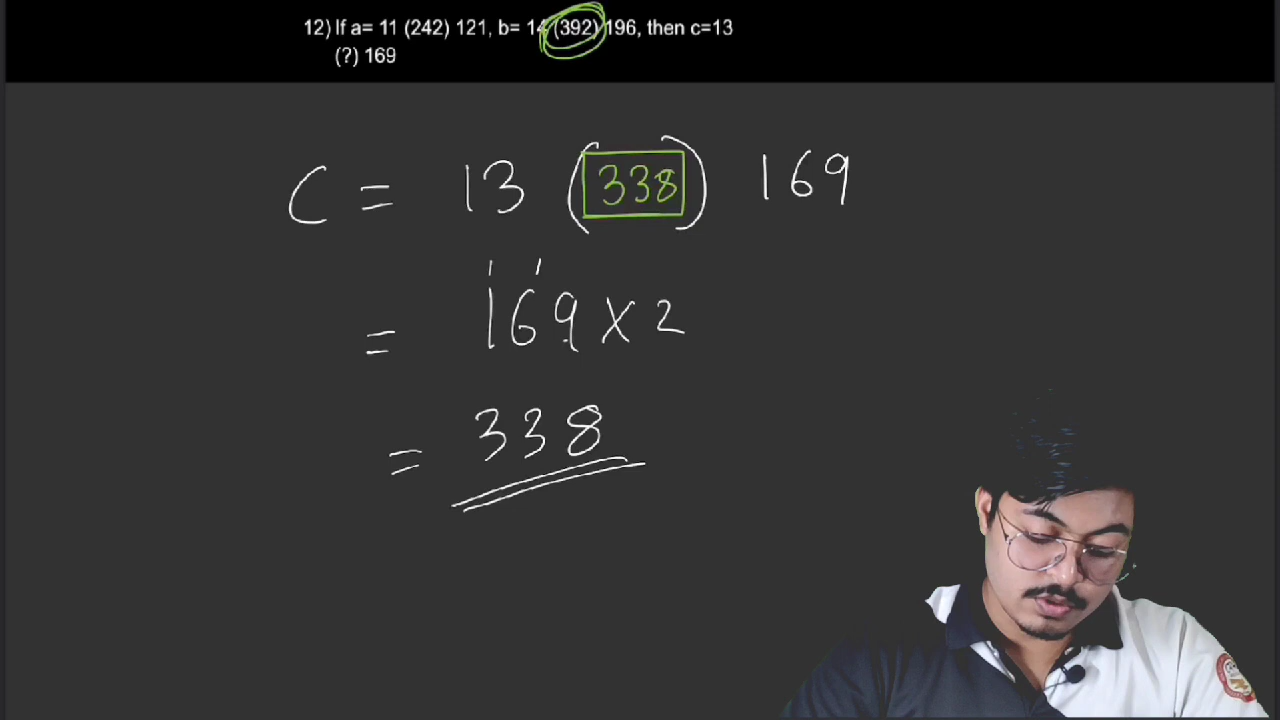 12) If a= 11 (242) 121, b= 14 (392) 196, then c=13
(?) 169
C = 13 (338) 169
= 169 X 2
= 338